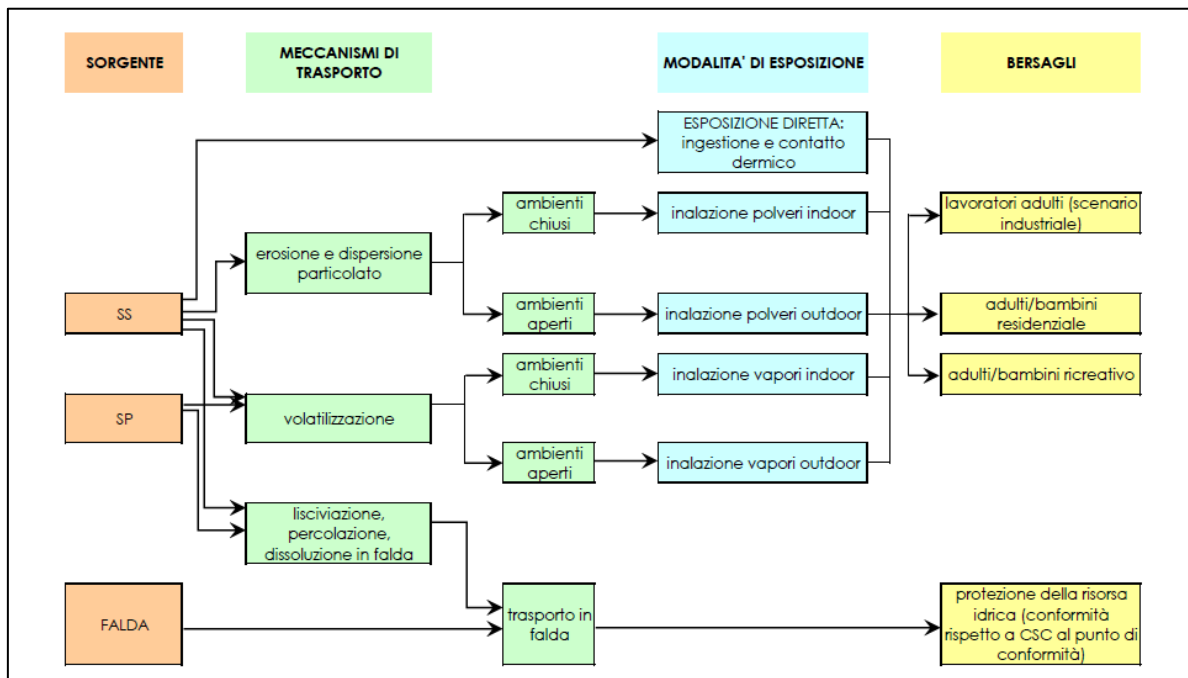 SORGENTE
MECCANISMI DI
TRASPORTO
MODALITA' DI ESPOSIZIONE
BERSAGLI
ESPOSIZIONE DIRETTA:
ingestione e contatto
dermico
ambienti
chiusi
inalazione polveri indoor
lavoratori adulti (scenario
industriale)
erosione e dispersione
particolato
SS
ambienti
aperti
inalazione polveri outdoor
adulti/bambini
residenziale
ambienti
chiusi
inalazione vapori indoor
adulti/bambini ricreativo
SP
volatilizzazione
ambienti
aperti
inalazione vapori outdoor
lisciviazione,
percolazione,
dissoluzione in falda
FALDA
trasporto in
falda
protezione della risorsa
idrica (conformità
rispetto a CSC al punto di
conformità)